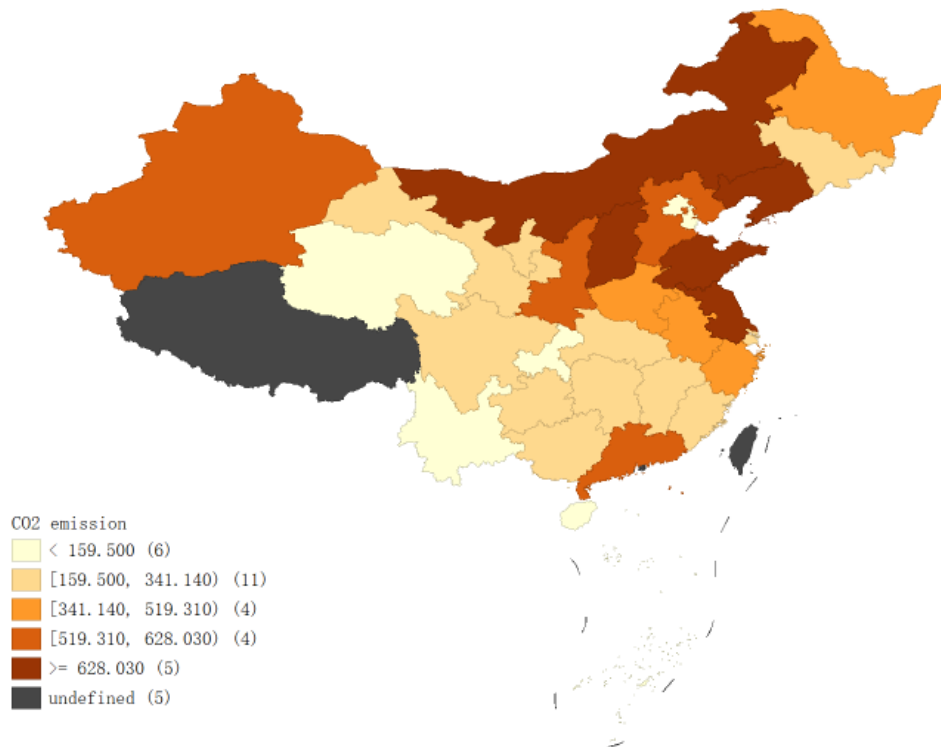 CO2 emission
< 159.500 (6)
[159.500, 341.140) (11)
[341.140, 519.310) (4)
[519.310, 628.030) (4)
>= 628.030 (5)
undefined (5)